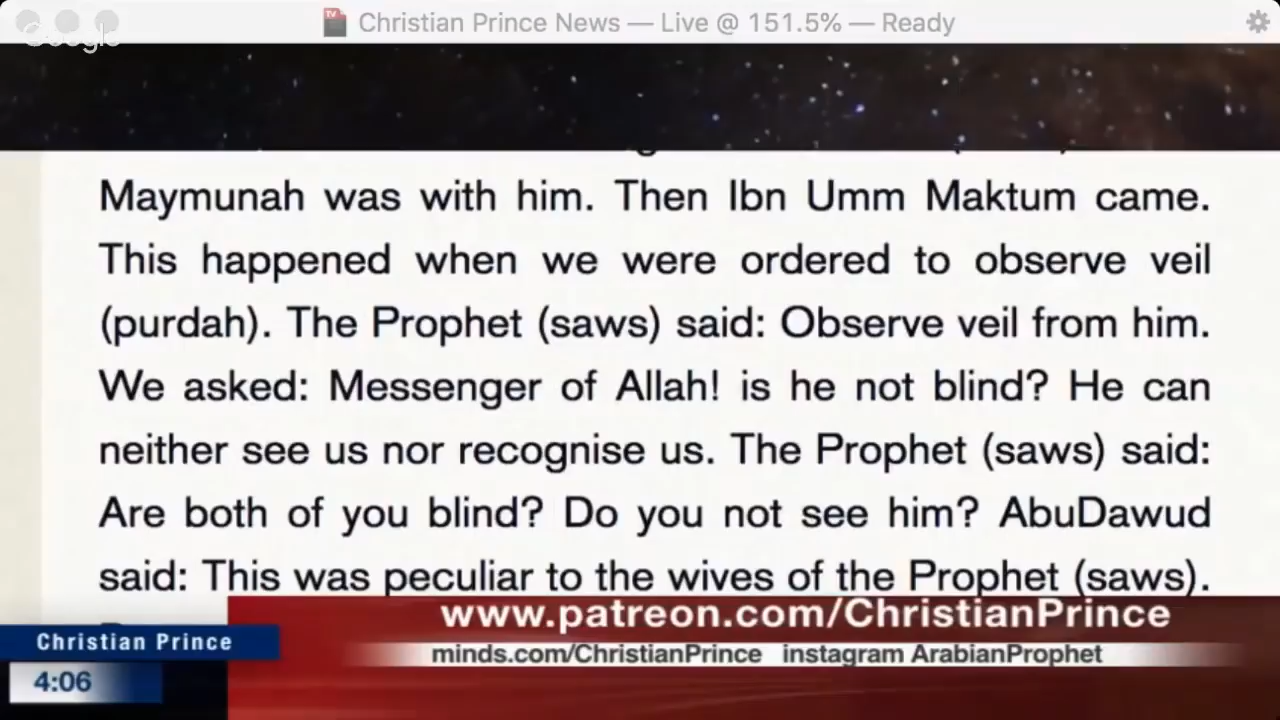 Christian Prince News — Live @ 151.5% — Ready
Google
Maymunah was with him. Then Ibn Umm Maktum came.
This happened when we were ordered to observe veil
(purdah). The Prophet (saws) said: Observe veil from him.
We asked: Messenger of Allah! is he not blind? He can
neither see us nor recognise us. The Prophet (saws) said:
Are both of you blind? Do you not see him? AbuDawud
said: This was peculiar to the wives of the Prophet (saws).
www.patreon.com/ChristianPrince
Christian Prince
minds.com/ChristianPrince instagram ArabianProphet
4:06